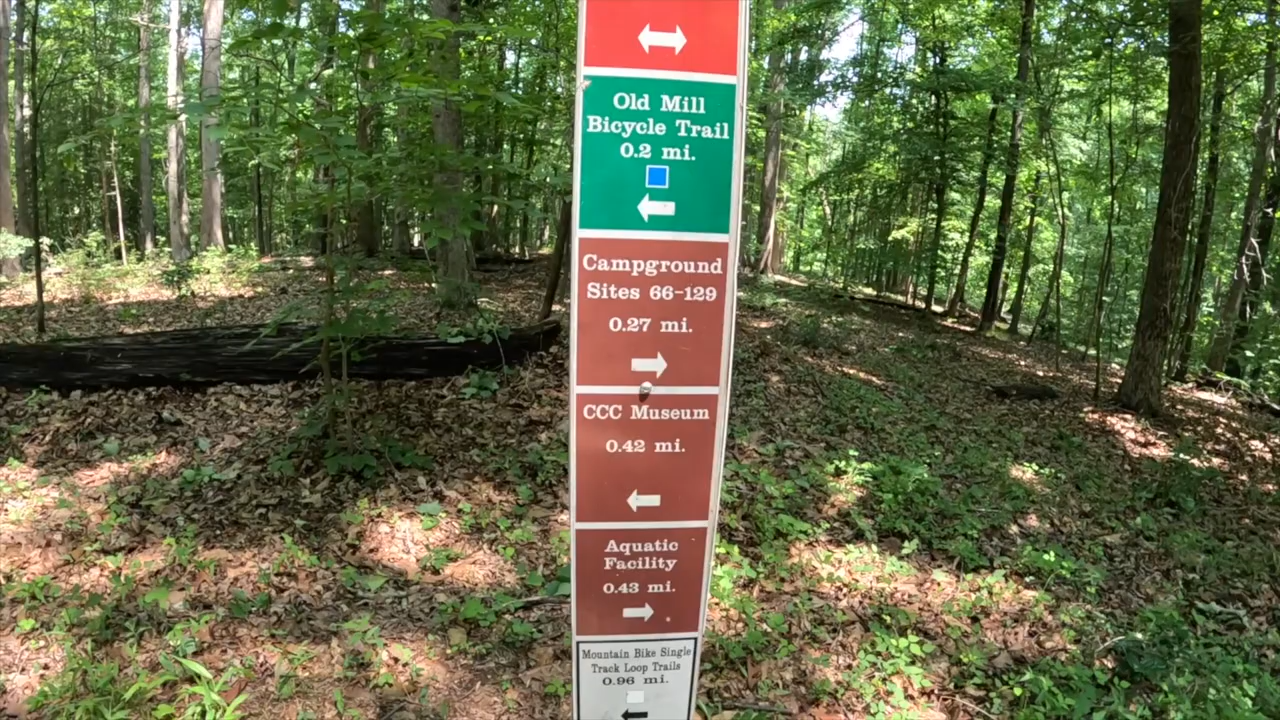 Old Mill
Bicycle Trail
0.2 mi.
Campground
Sites 66-129
0.27 mi.
CCC Museum
0.42 mi.
Aquatic
Facility
0.43 mi.
Mountain Bike Single
Track Loop Trails
0.96 mi.